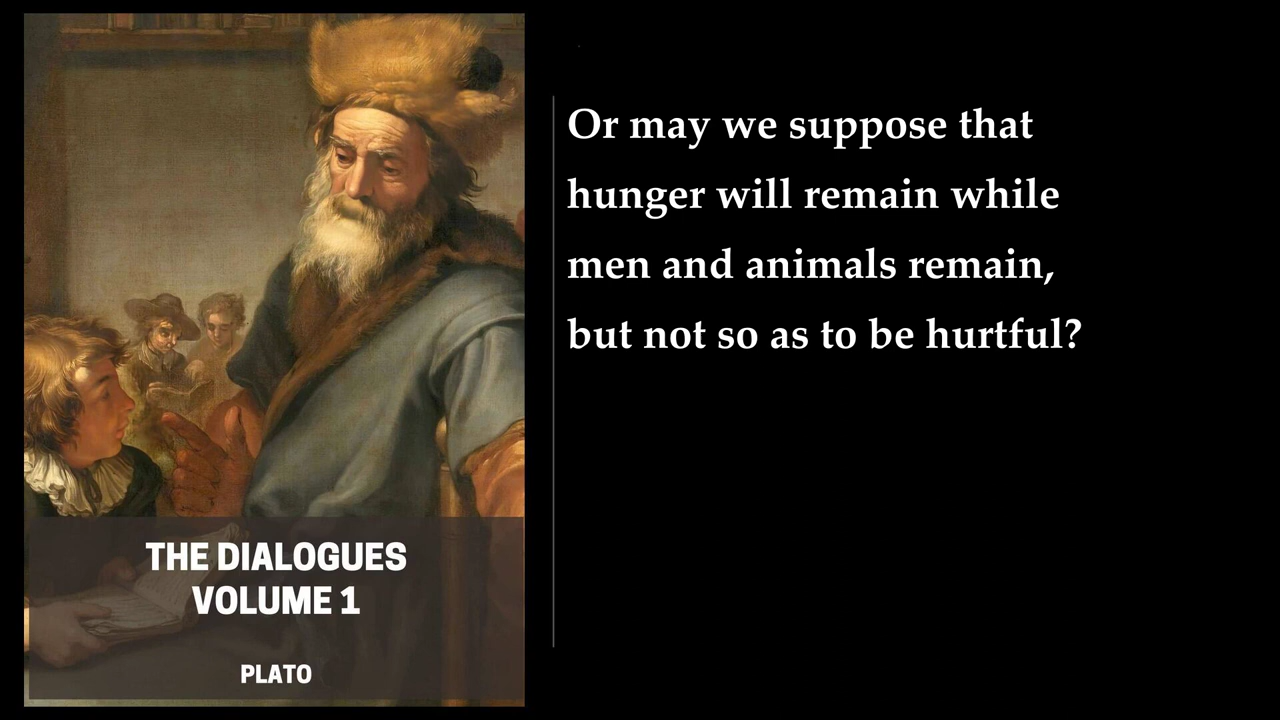 Or may we suppose that
hunger will remain while
men and animals remain,
but not so as to be hurtful?
THE DIALOGUES
VOLUME 1
PLATO